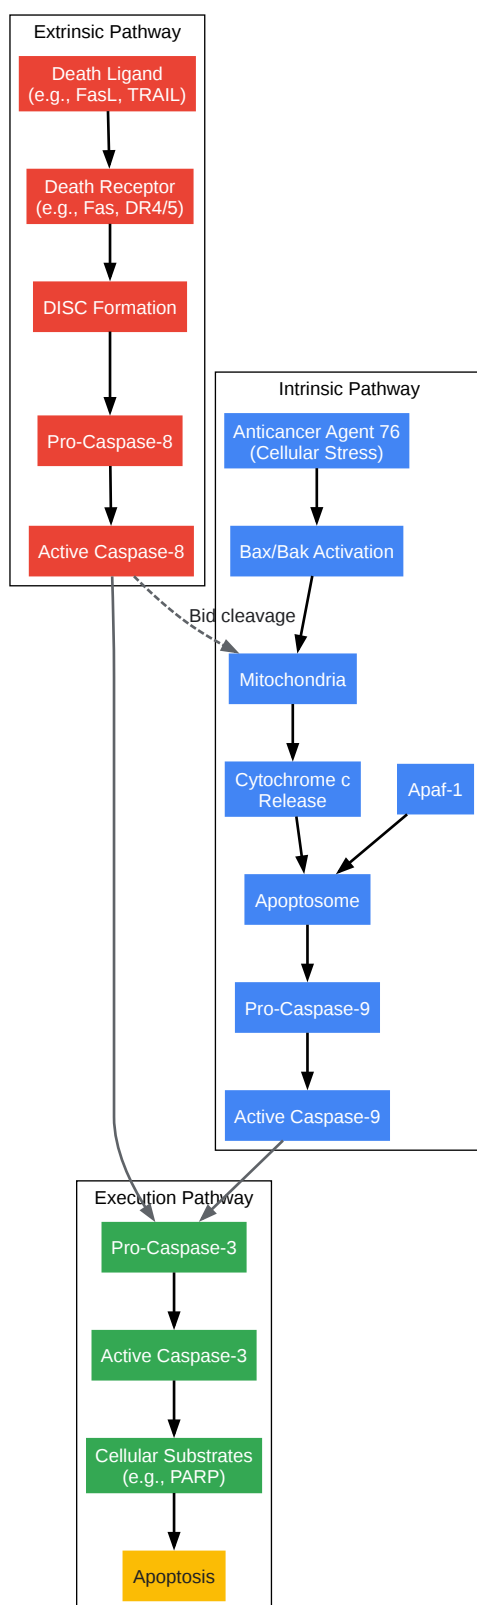 Extrinsic Pathway
Death Ligand
(e.g., FasL, TRAIL)
Death Receptor
(e.g., Fas, DR4/5)
DISC Formation
Pro-Caspase-8
Active Caspase-8
Bid cleavage
Intrinsic Pathway
Anticancer Agent 76
(Cellular Stress)
Bax/Bak Activation
Mitochondria
Cytochrome c
Release
Apaf-1
Apoptosome
Pro-Caspase-9
Active Caspase-9
Execution Pathway
Pro-Caspase-3
Active Caspase-3
Cellular Substrates
(e.g., PARP)
Apoptosis